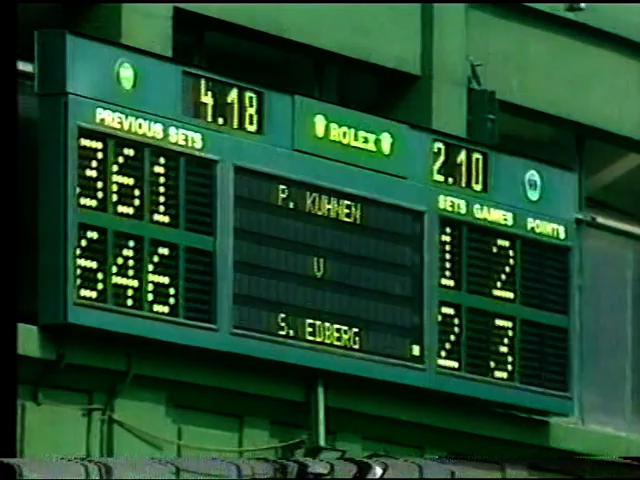 4.18 ROLEX 2.10
PREVIOUS SETS SETS GAMES POINTS
3 6 1 P. KUHNEN 1 2
V
6 4 6 S. EDBERG 2 3